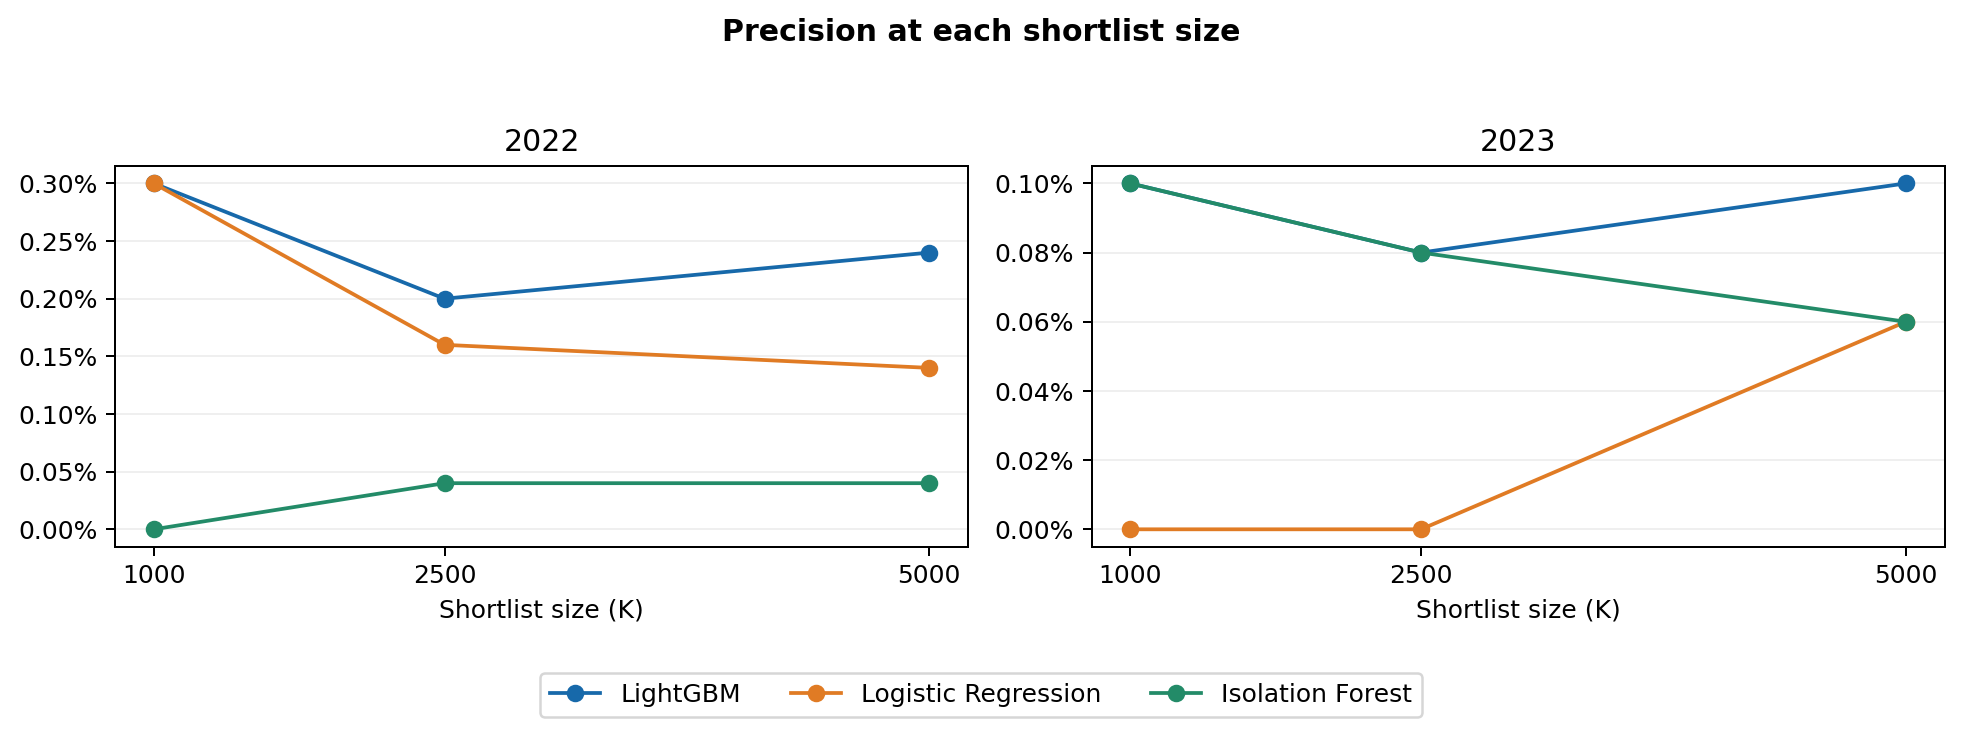 Precision at each shortlist size
2022
0.30%
0.25%
0.20%
0.15%
0.10%
0.05%
0.00%
1000 2500 5000
Shortlist size (K)
2023
0.10%
0.08%
0.06%
0.04%
0.02%
0.00%
1000 2500 5000
Shortlist size (K)
LightGBM Logistic Regression Isolation Forest